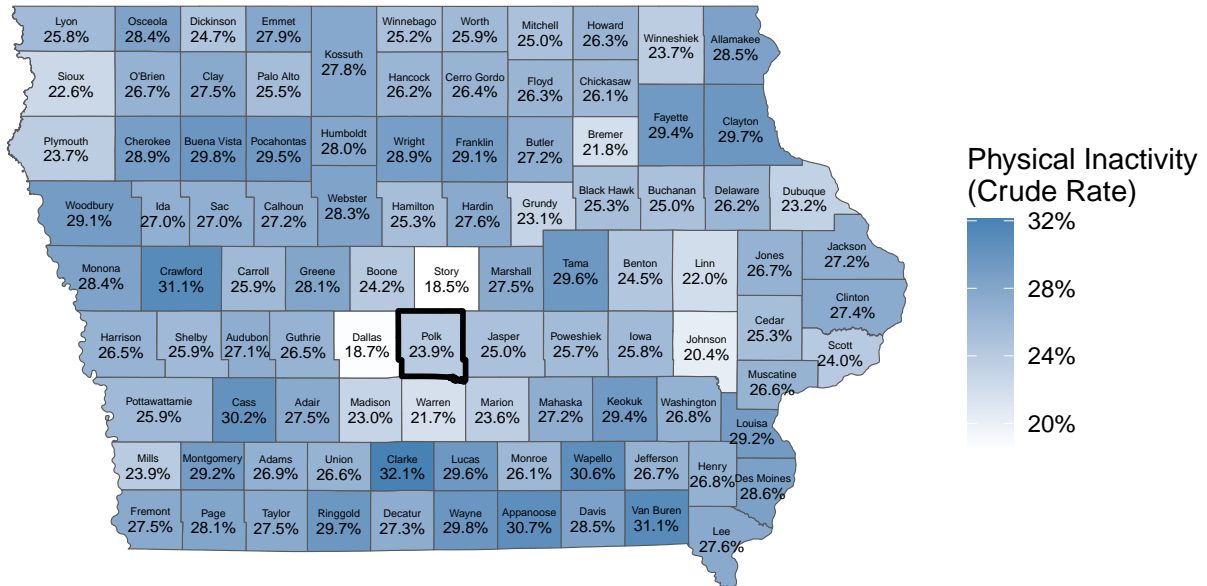 Lyon
25.8%
Osceola
28.4%
Dickinson
24.7%
Emmet
27.9%
Kossuth
27.8%
Winnebago
25.2%
Worth
25.9%
Mitchell
25.0%
Howard
26.3%
Winneshiek
23.7%
Allamakee
28.5%
Sioux
22.6%
O'Brien
26.7%
Clay
27.5%
Palo Alto
25.5%
Hancock
26.2%
Cerro Gordo
26.4%
Floyd
26.3%
Chickasaw
26.1%
Fayette
29.4%
Clayton
29.7%
Plymouth
23.7%
Cherokee
28.9%
Buena Vista
29.8%
Pocahontas
29.5%
Humboldt
28.0%
Wright
28.9%
Franklin
29.1%
Butler
27.2%
Bremer
21.8%
Woodbury
29.1%
Ida
27.0%
Sac
27.0%
Calhoun
27.2%
Webster
28.3%
Hamilton
25.3%
Hardin
27.6%
Grundy
23.1%
Black Hawk
25.3%
Buchanan
25.0%
Delaware
26.2%
Dubuque
23.2%
Monona
28.4%
Crawford
31.1%
Carroll
25.9%
Greene
28.1%
Boone
24.2%
Story
18.5%
Marshall
27.5%
Tama
29.6%
Benton
24.5%
Linn
22.0%
Jones
26.7%
Jackson
27.2%
Clinton
27.4%
Harrison
26.5%
Shelby
25.9%
Audubon
27.1%
Guthrie
26.5%
Dallas
18.7%
Polk
23.9%
Jasper
25.0%
Poweshiek
25.7%
Iowa
25.8%
Johnson
20.4%
Cedar
25.3%
Scott
24.0%
Muscatine
26.6%
Pottawattamie
25.9%
Cass
30.2%
Adair
27.5%
Madison
23.0%
Warren
21.7%
Marion
23.6%
Mahaska
27.2%
Keokuk
29.4%
Washington
26.8%
Louisa
29.2%
Mills
23.9%
Montgomery
29.2%
Adams
26.9%
Union
26.6%
Clarke
32.1%
Lucas
29.6%
Monroe
26.1%
Wapello
30.6%
Jefferson
26.7%
Henry
26.8%
Des Moines
28.6%
Fremont
27.5%
Page
28.1%
Taylor
27.5%
Ringgold
29.7%
Decatur
27.3%
Wayne
29.8%
Appanoose
30.7%
Davis
28.5%
Van Buren
31.1%
Lee
27.6%
Physical Inactivity
(Crude Rate)
32%
28%
24%
20%